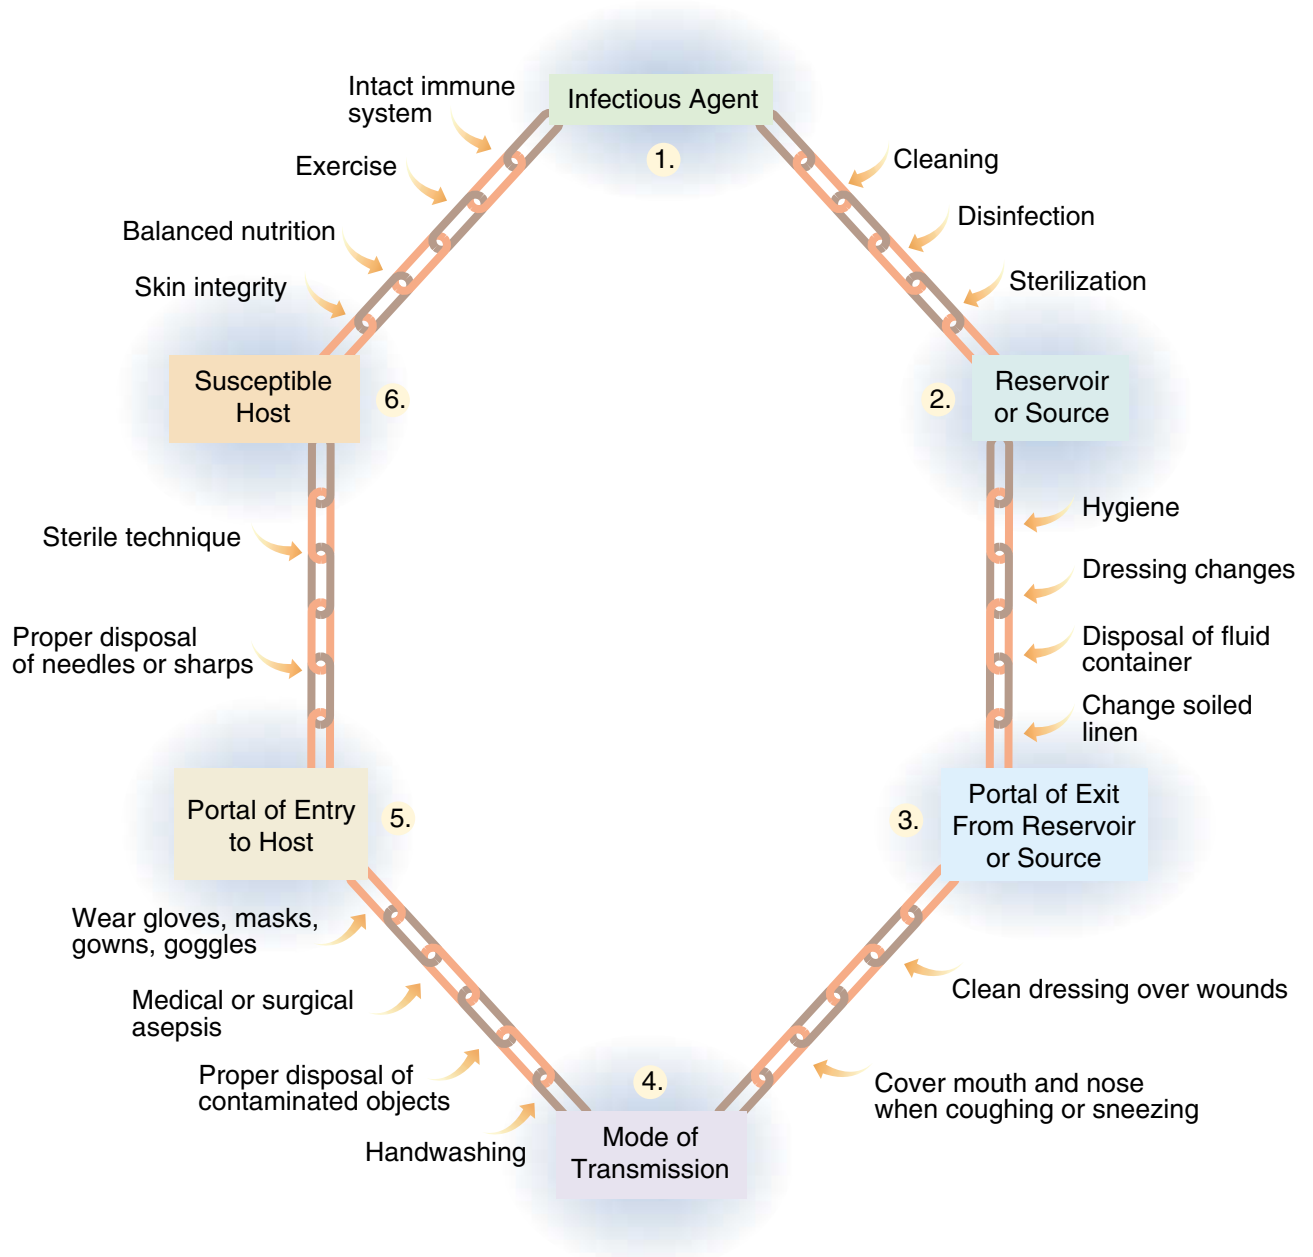 Infectious Agent
1.
Cleaning
Disinfection
Sterilization
Reservoir
or Source
2.
Hygiene
Dressing changes
Disposal of fluid
container
Change soiled
linen
Portal of Exit
From Reservoir
or Source
3.
Clean dressing over wounds
Cover mouth and nose
when coughing or sneezing
4.
Mode of
Transmission
Handwashing
Proper disposal of
contaminated objects
Medical or surgical
asepsis
Wear gloves, masks,
gowns, goggles
Portal of Entry
to Host
5.
Proper disposal
of needles or sharps
Sterile technique
Susceptible
Host
6.
Skin integrity
Balanced nutrition
Exercise
Intact immune
system